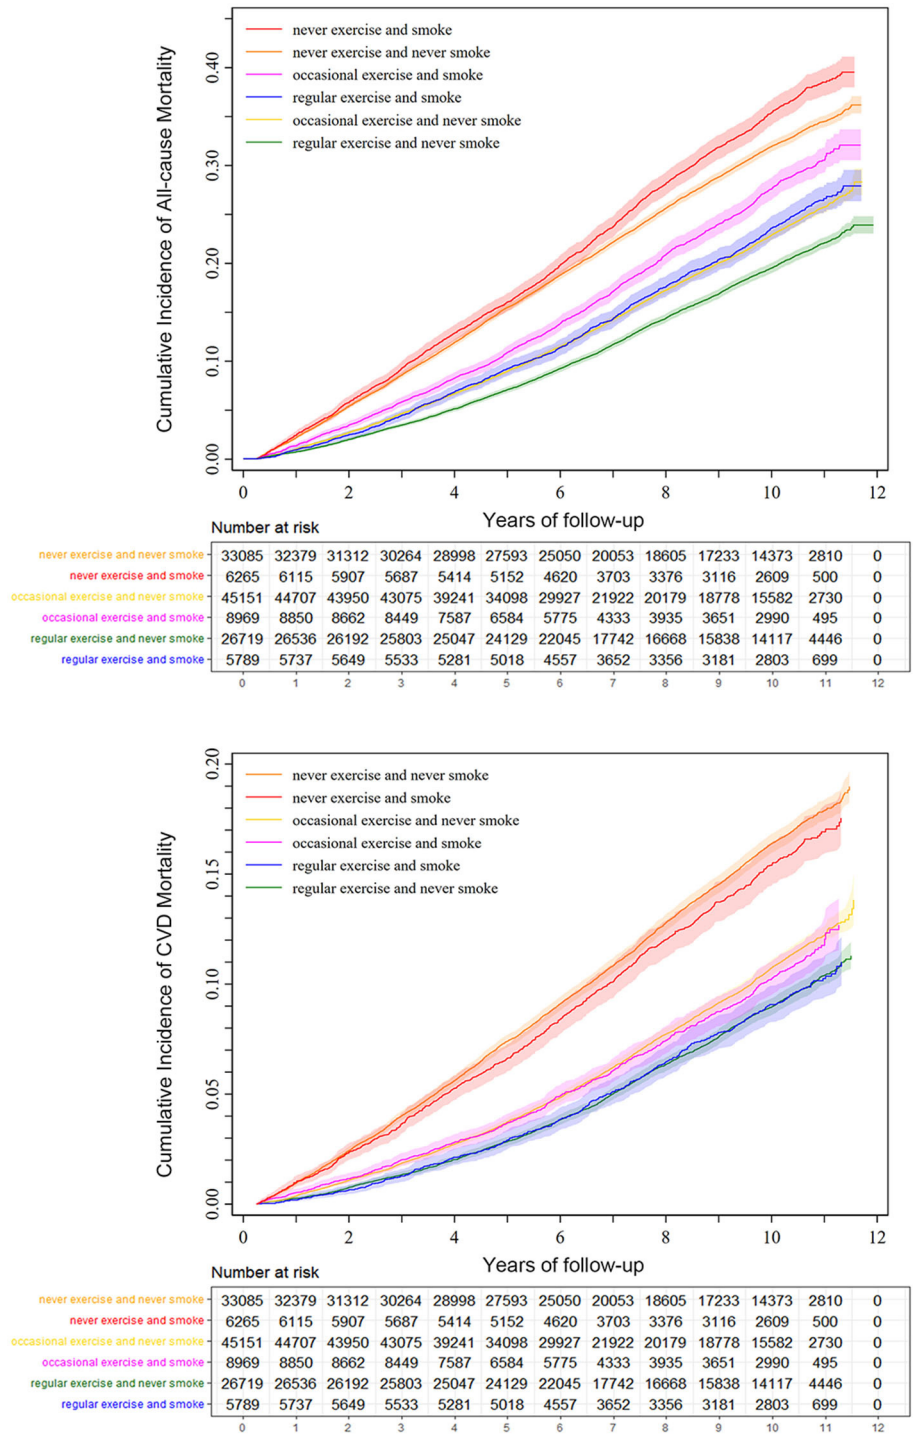 never exercise and smoke
never exercise and never smoke
occasional exercise and smoke
regular exercise and smoke
occasional exercise and never smoke
regular exercise and never smoke
Cumulative Incidence of All-cause Mortality
0.40
0.30
0.20
0.10
0.00
0 2 4 6 8 10 12
Years of follow-up
Number at risk
never exercise and never smoke 33085 32379 31312 30264 28998 27593 25050 20053 18605 17233 14373 2810 0
never exercise and smoke 6265 6115 5907 5687 5414 5152 4620 3703 3376 3116 2609 500 0
occasional exercise and never smoke 45151 44707 43950 43075 39241 34098 29927 21922 20179 18778 15582 2730 0
occasional exercise and smoke 8969 8850 8662 8449 7587 6584 5775 4333 3935 3651 2990 495 0
regular exercise and never smoke 26719 26536 26192 25803 25047 24129 22045 17742 16668 15838 14117 4446 0
regular exercise and smoke 5789 5737 5649 5533 5281 5018 4557 3652 3356 3181 2803 699 0
0 1 2 3 4 5 6 7 8 9 10 11 12
never exercise and never smoke
never exercise and smoke
occasional exercise and never smoke
occasional exercise and smoke
regular exercise and smoke
regular exercise and never smoke
Cumulative Incidence of CVD Mortality
0.20
0.15
0.10
0.05
0.00
0 2 4 6 8 10 12
Years of follow-up
Number at risk
never exercise and never smoke 33085 32379 31312 30264 28998 27593 25050 20053 18605 17233 14373 2810 0
never exercise and smoke 6265 6115 5907 5687 5414 5152 4620 3703 3376 3116 2609 500 0
occasional exercise and never smoke 45151 44707 43950 43075 39241 34098 29927 21922 20179 18778 15582 2730 0
occasional exercise and smoke 8969 8850 8662 8449 7587 6584 5775 4333 3935 3651 2990 495 0
regular exercise and never smoke 26719 26536 26192 25803 25047 24129 22045 17742 16668 15838 14117 4446 0
regular exercise and smoke 5789 5737 5649 5533 5281 5018 4557 3652 3356 3181 2803 699 0
0 1 2 3 4 5 6 7 8 9 10 11 12